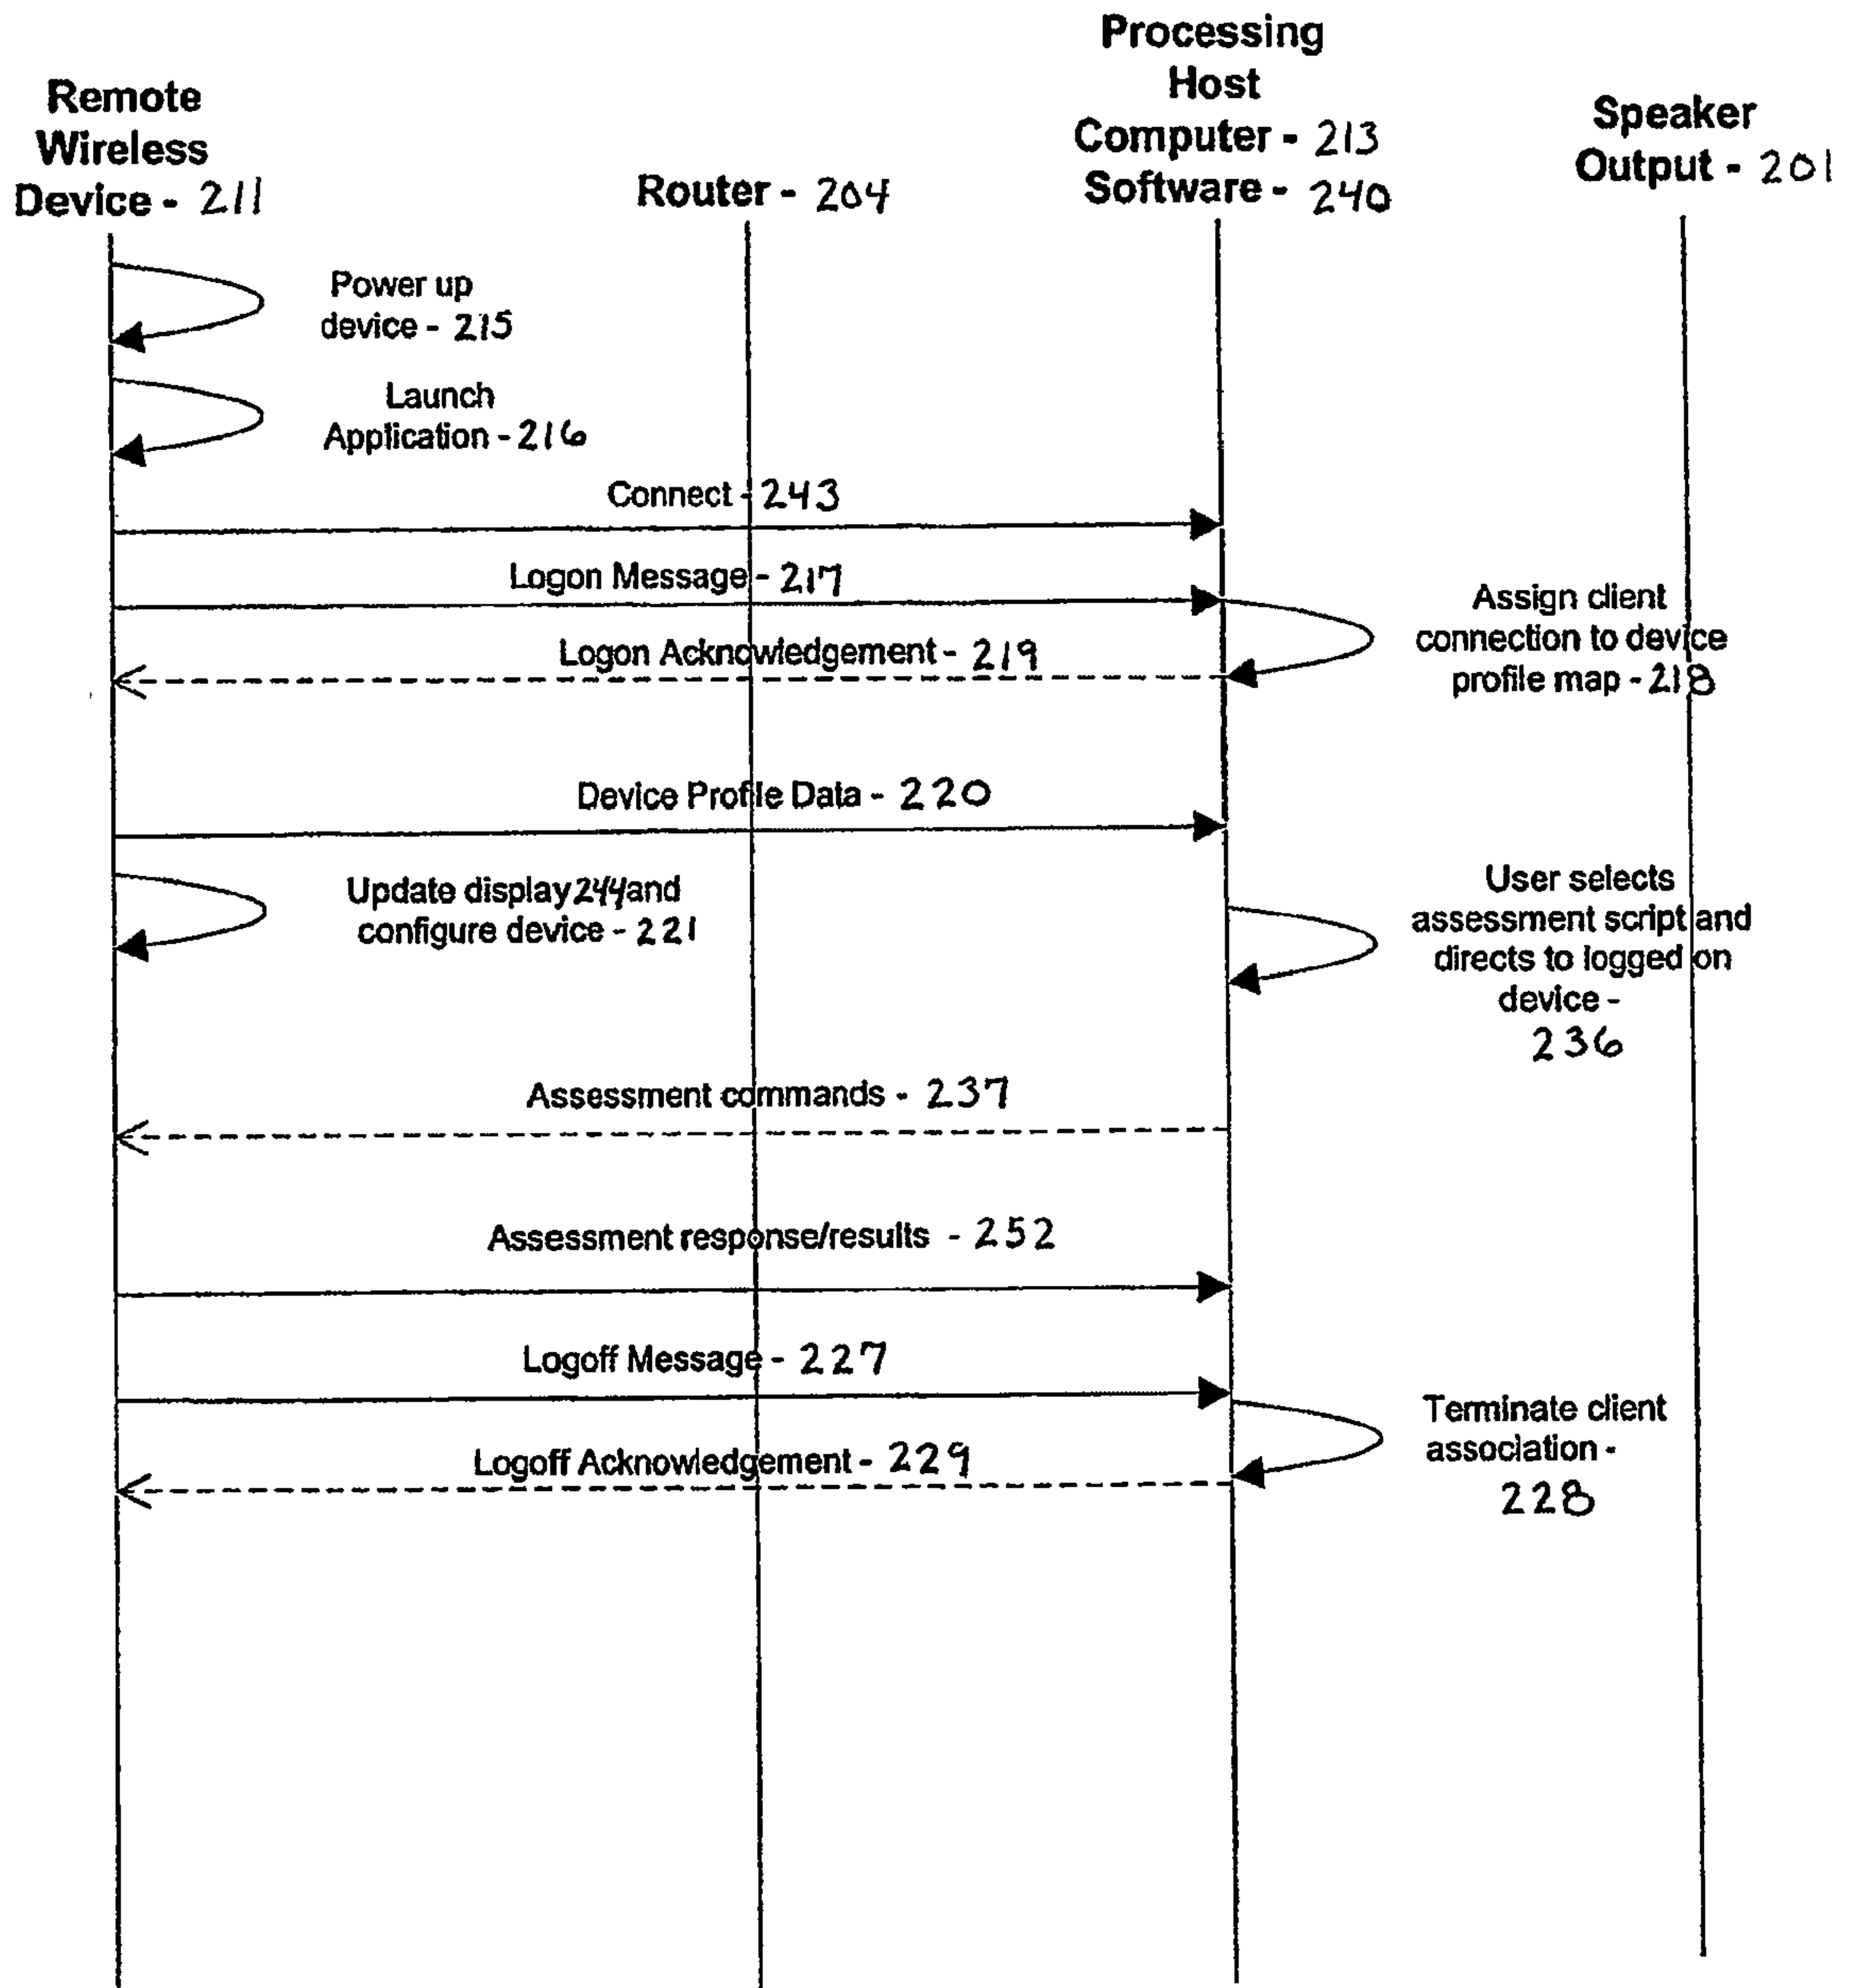 Remote
Wireless
Device - 211
Router - 204
Processing
Host
Computer - 213
Software - 240
Speaker
Output - 201
Power up
device - 215
Launch
Application - 216
Connect - 243
Logon Message - 217
Assign client
connection to device
profile map - 218
Logon Acknowledgement - 219
Device Profile Data - 220
Update display 244 and
configure device - 221
User selects
assessment script and
directs to logged on
device -
236
Assessment commands - 237
Assessment response/results - 252
Logoff Message - 227
Terminate client
association -
228
Logoff Acknowledgement - 229